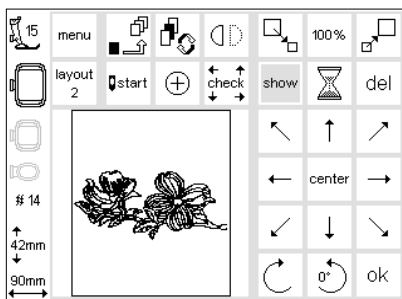 15
menu
100%
layout
2
start
check
show
del
center
# 14
42mm
90mm
0°
ok